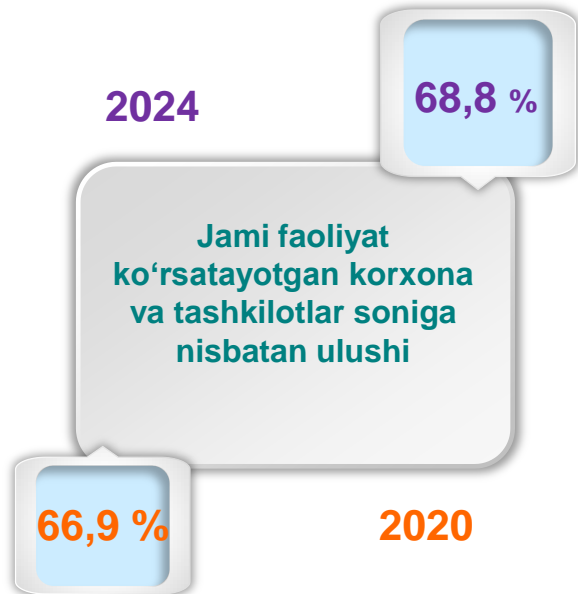 2024
68,8 %
Jami faoliyat
ko‘rsatayotgan korxona
va tashkilotlar soniga
nisbatan ulushi
66,9 %
2020